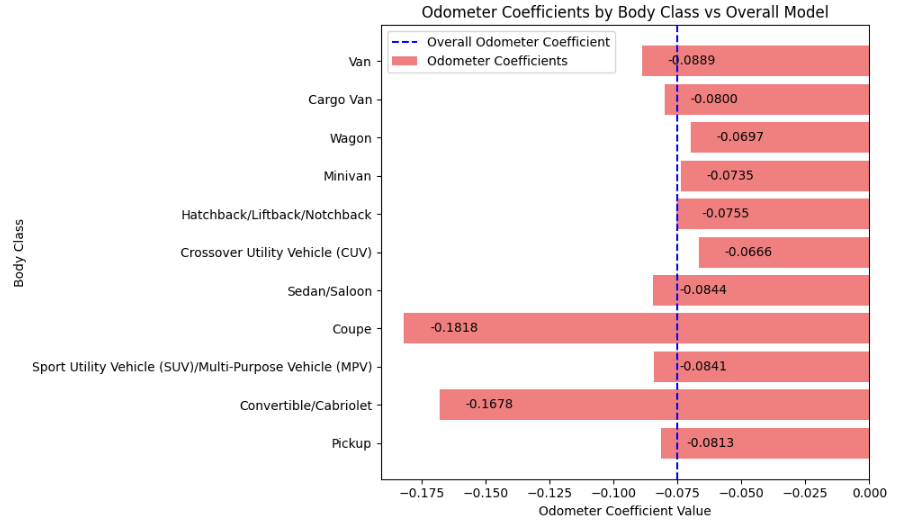 Odometer Coefficients by Body Class vs Overall Model
Overall Odometer Coefficient
Odometer Coefficients
Body Class
Van -0.0889
Cargo Van -0.0800
Wagon -0.0697
Minivan -0.0735
Hatchback/Liftback/Notchback -0.0755
Crossover Utility Vehicle (CUV) -0.0666
Sedan/Saloon -0.0844
Coupe -0.1818
Sport Utility Vehicle (SUV)/Multi-Purpose Vehicle (MPV) -0.0841
Convertible/Cabriolet -0.1678
Pickup -0.0813
−0.175 −0.150 −0.125 −0.100 −0.075 −0.050 −0.025 0.000
Odometer Coefficient Value